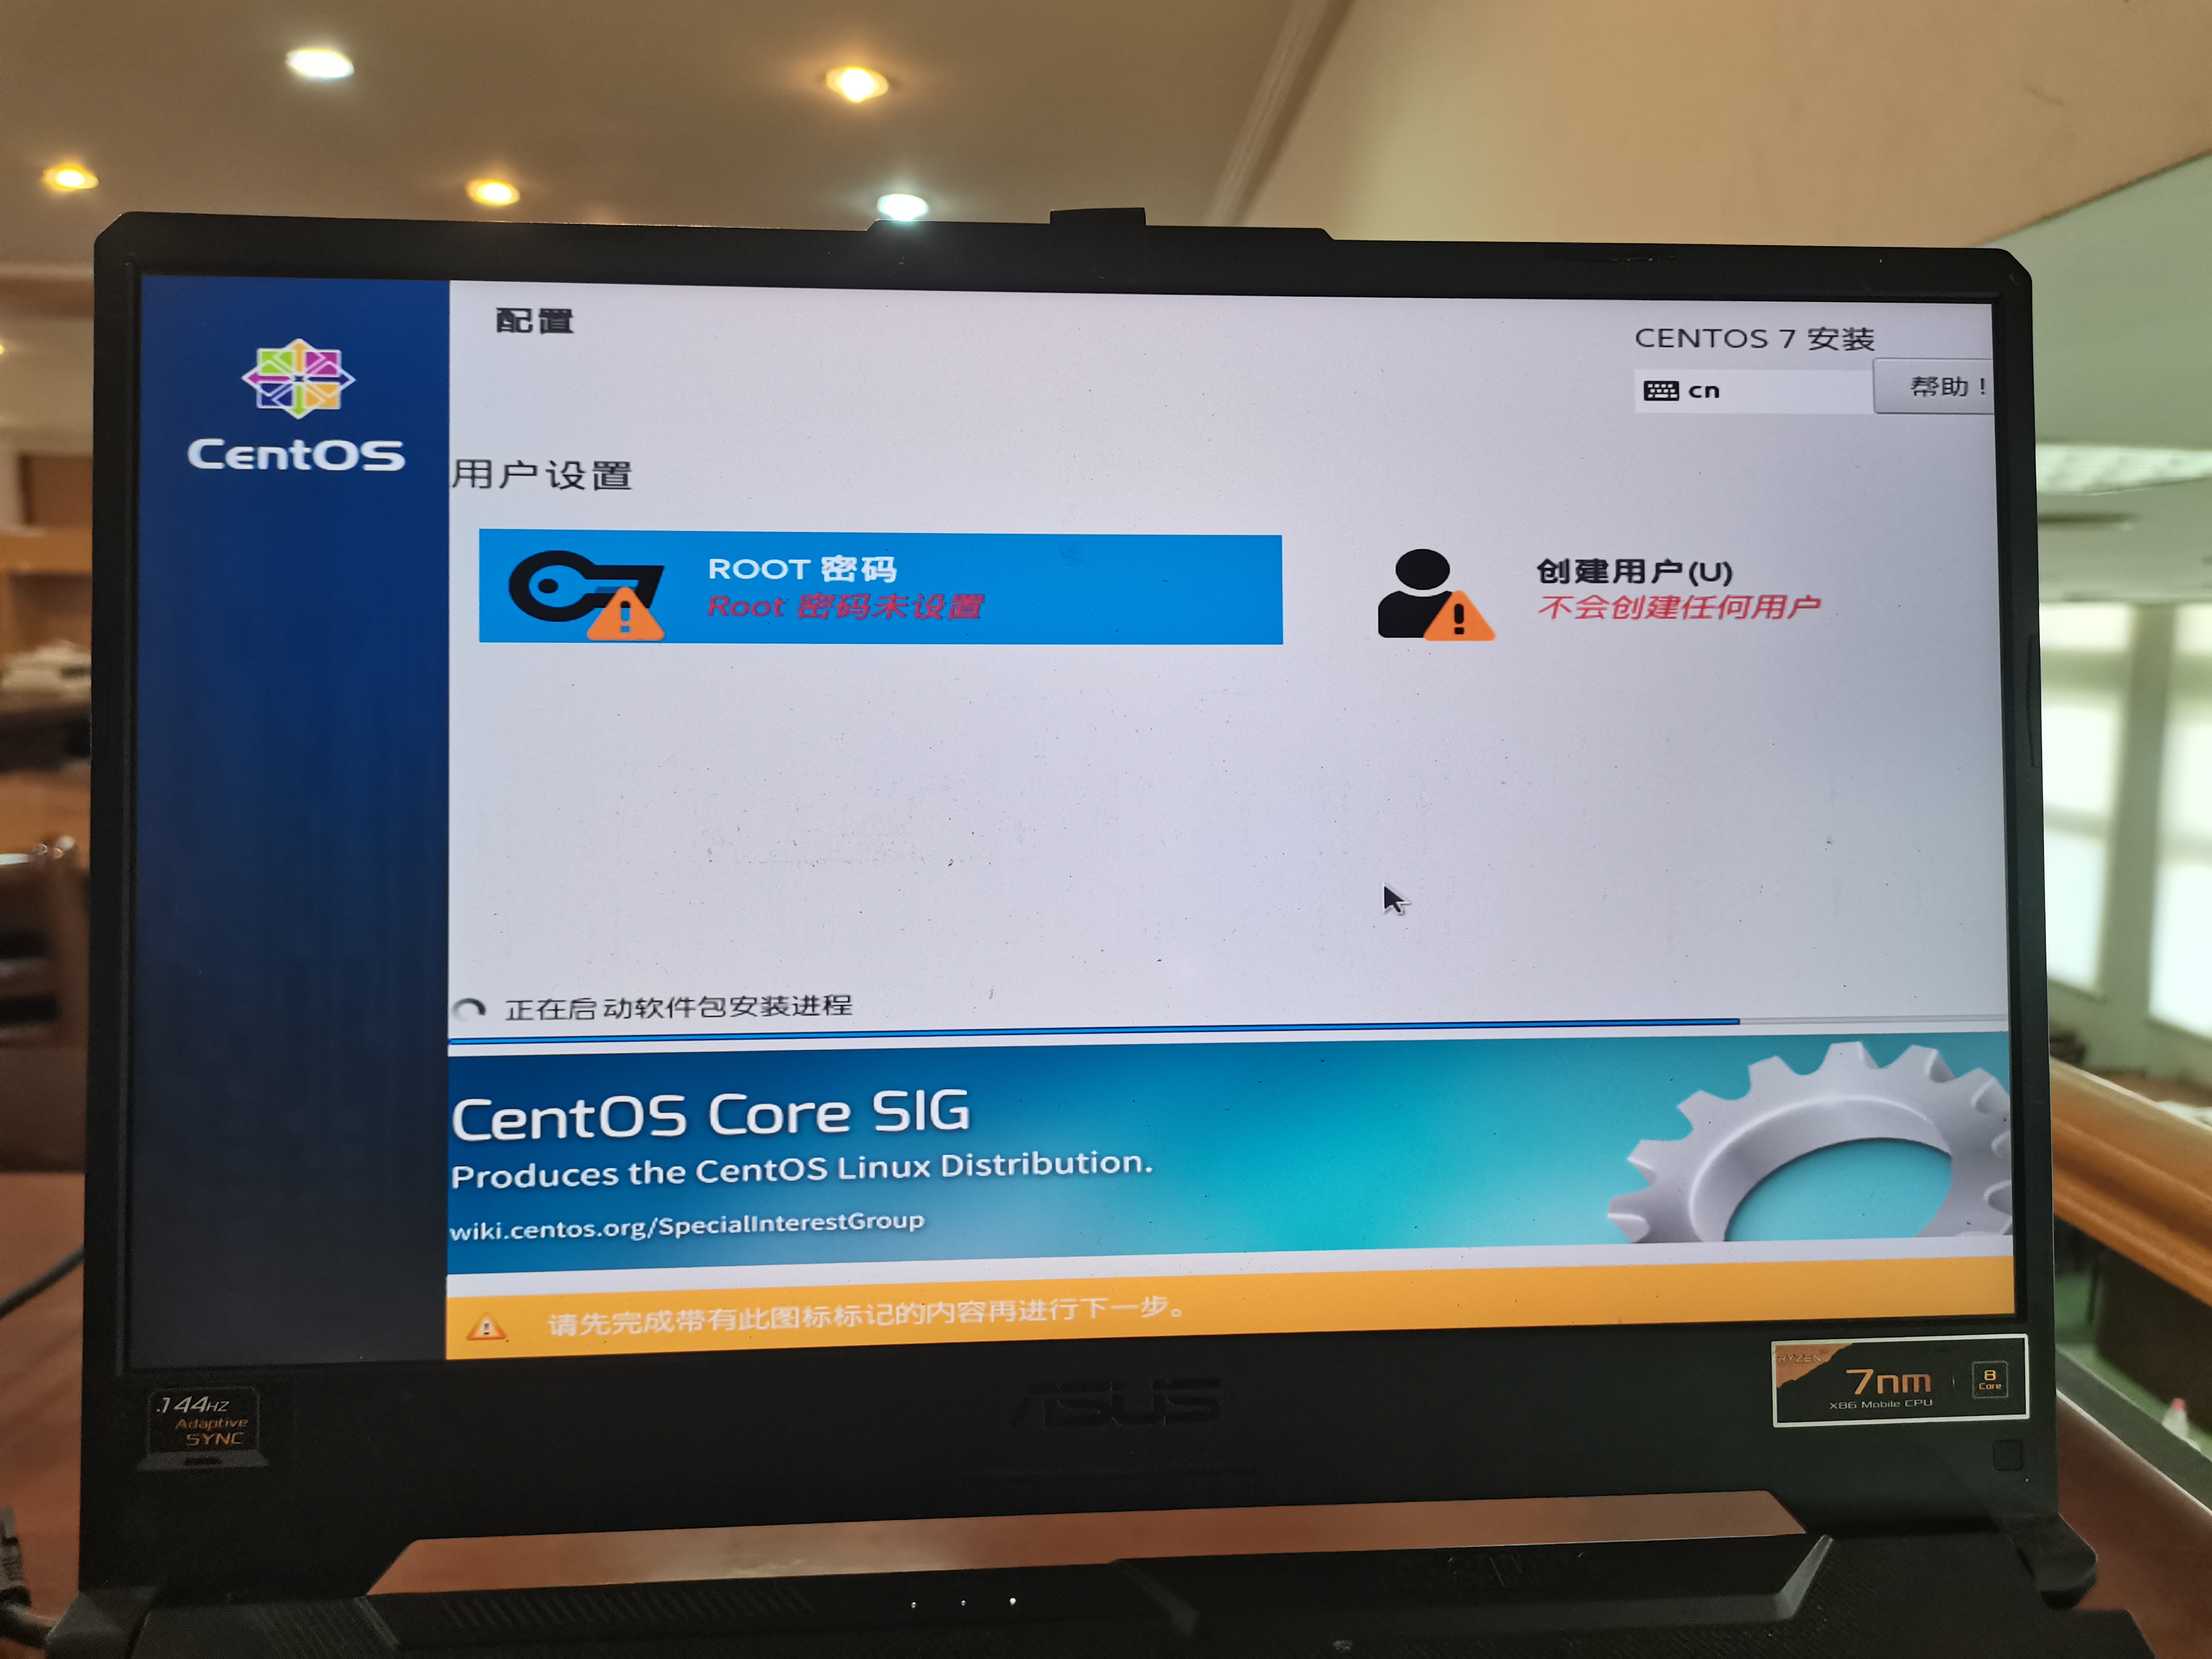 配置
CENTOS 7 安装
cn
帮助！
CentOS
用户设置
ROOT 密码
Root 密码未设置
创建用户(U)
不会创建任何用户
正在启动软件包安装进程
CentOS Core SIG
Produces the CentOS Linux Distribution.
wiki.centos.org/SpecialInterestGroup
请先完成带有此图标标记的内容再进行下一步。
144HZ
Adaptive
SYNC
ASUS
RYZEN
7nm
X86 Mobile CPU
8
Core